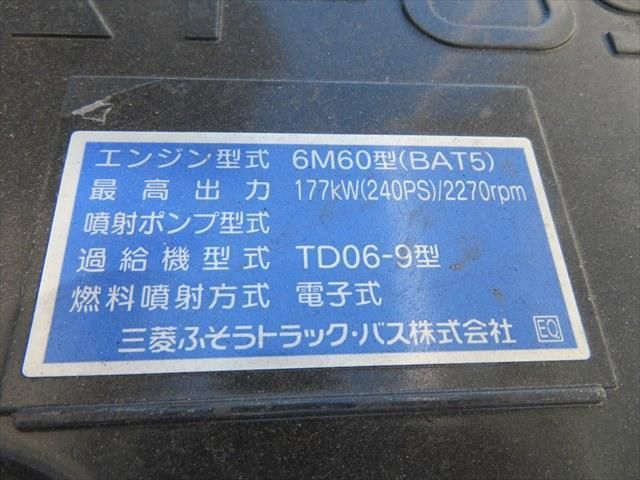 エンジン型式 6M60型(BAT5)
最高出力 177kW(240PS)/2270rpm
噴射ポンプ型式
過給機型式 TD06-9型
燃料噴射方式 電子式
三菱ふそうトラック・バス株式会社 EQ